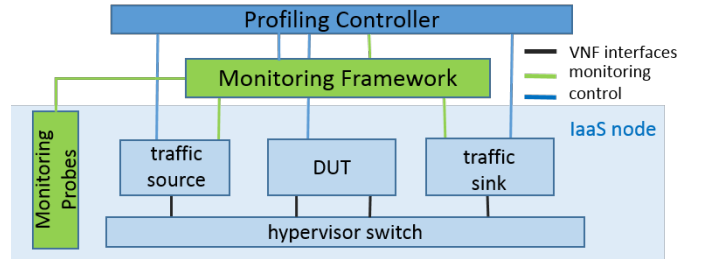 Profiling Controller
VNF interfaces
monitoring
control
Monitoring Framework
IaaS node
Monitoring
Probes
traffic
source
DUT
traffic
sink
hypervisor switch